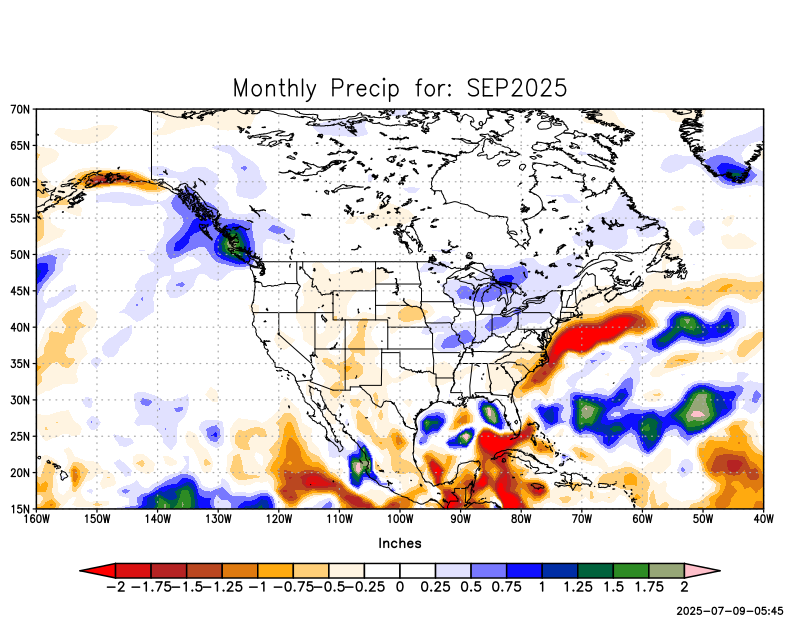 Monthly Precip for: SEP2025
70N
65N
60N
55N
50N
45N
40N
35N
30N
25N
20N
15N
160W 150W 140W 130W 120W 110W 100W 90W 80W 70W 60W 50W 40W
Inches
−2 −1.75 −1.5 −1.25 −1 −0.75 −0.5 −0.25 0 0.25 0.5 0.75 1 1.25 1.5 1.75 2
2025-07-09-05:45